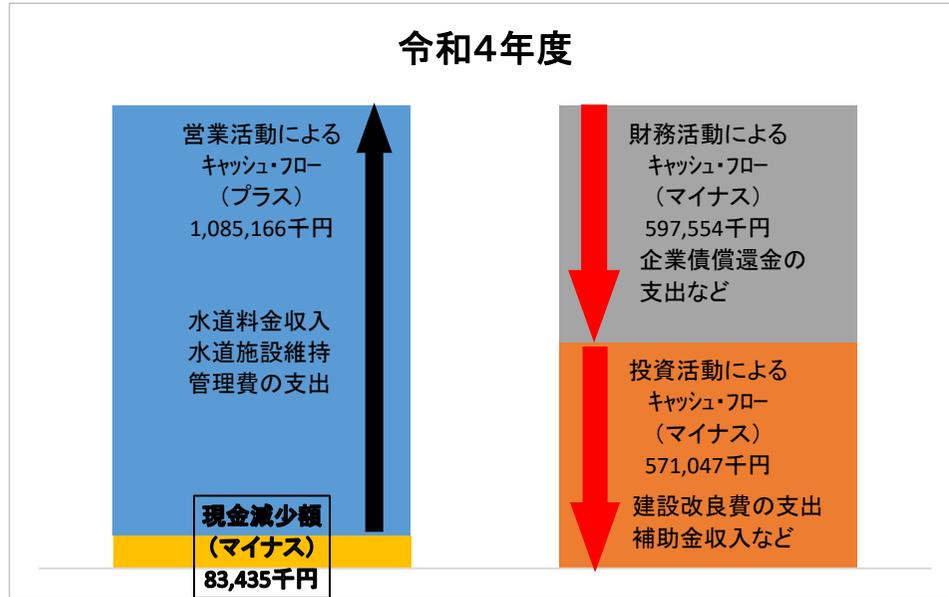 令和4年度
営業活動による
ｷｬｯｼｭ・ﾌﾛｰ
（プラス）
1,085,166千円
水道料金収入
水道施設維持
管理費の支出
現金減少額
（マイナス）
83,435千円
財務活動による
ｷｬｯｼｭ・ﾌﾛｰ
（マイナス）
597,554千円
企業債償還金の
支出など
投資活動による
ｷｬｯｼｭ・ﾌﾛｰ
（マイナス）
571,047千円
建設改良費の支出
補助金収入など